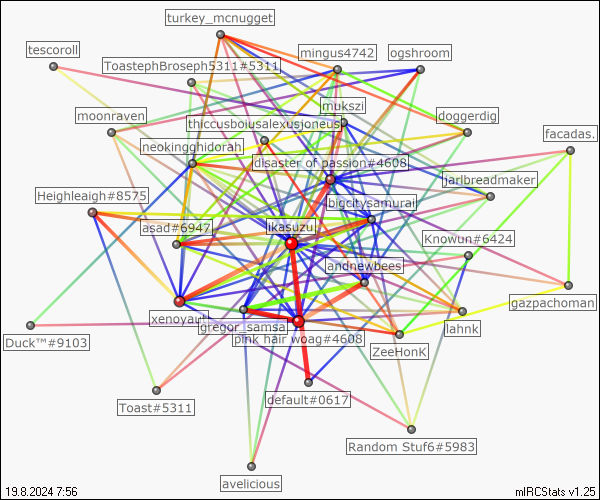 turkey_mcnugget
tescoroll
mingus4742
ogshroom
ToastephBroseph5311#5311
mukszi
moonraven
thiccusboiusalexusjoneus
doggerdig
facadas.
neokingghidorah
disaster of passion#4608
jarlbreadmaker
Heighleaigh#8575
bigcitysamurai
asad#6947
ikasuzu
Knowun#6424
andnewbees
gazpachoman
xenoyact
gregor_samsa.
lahnk
Duck™#9103
pink hair woag#4608
ZeeHonK
Toast#5311
default#0617
Random Stuf6#5983
avelicious
19.8.2024 7:56
mIRCStats v1.25